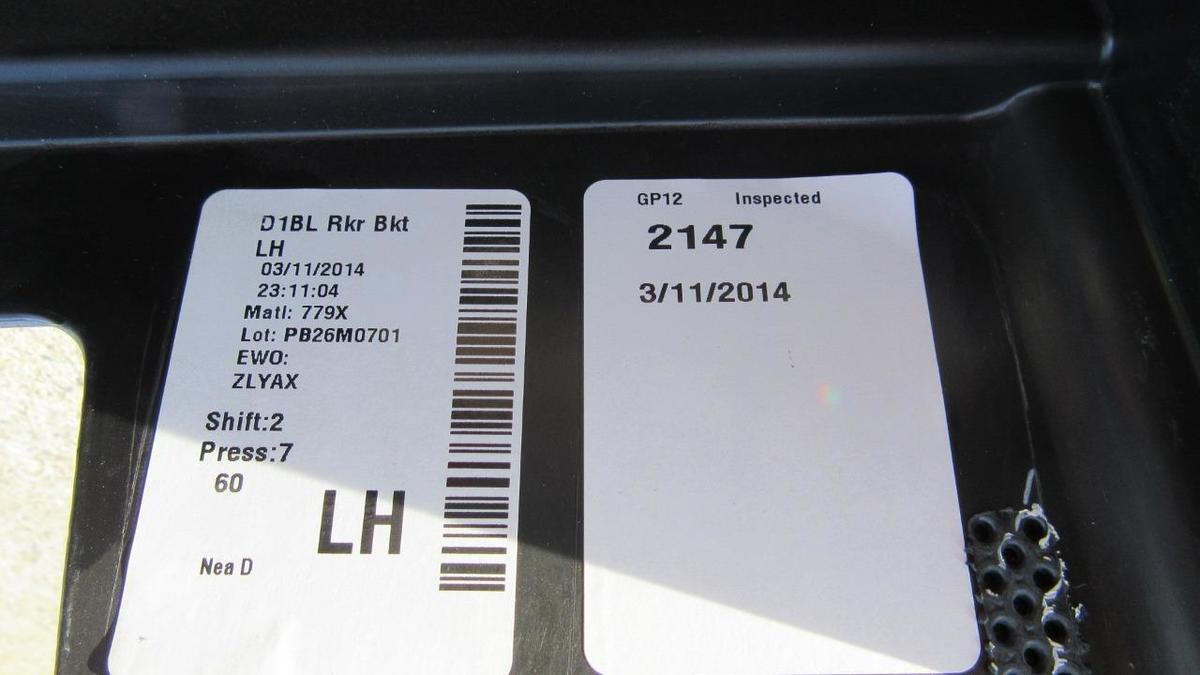 D1BL Rkr Bkt
LH
03/11/2014
23:11:04
Matl: 779X
Lot: PB26M0701
EWO:
ZLYAX
Shift:2
Press:7
60
LH
Nea D
GP12 Inspected
2147
3/11/2014